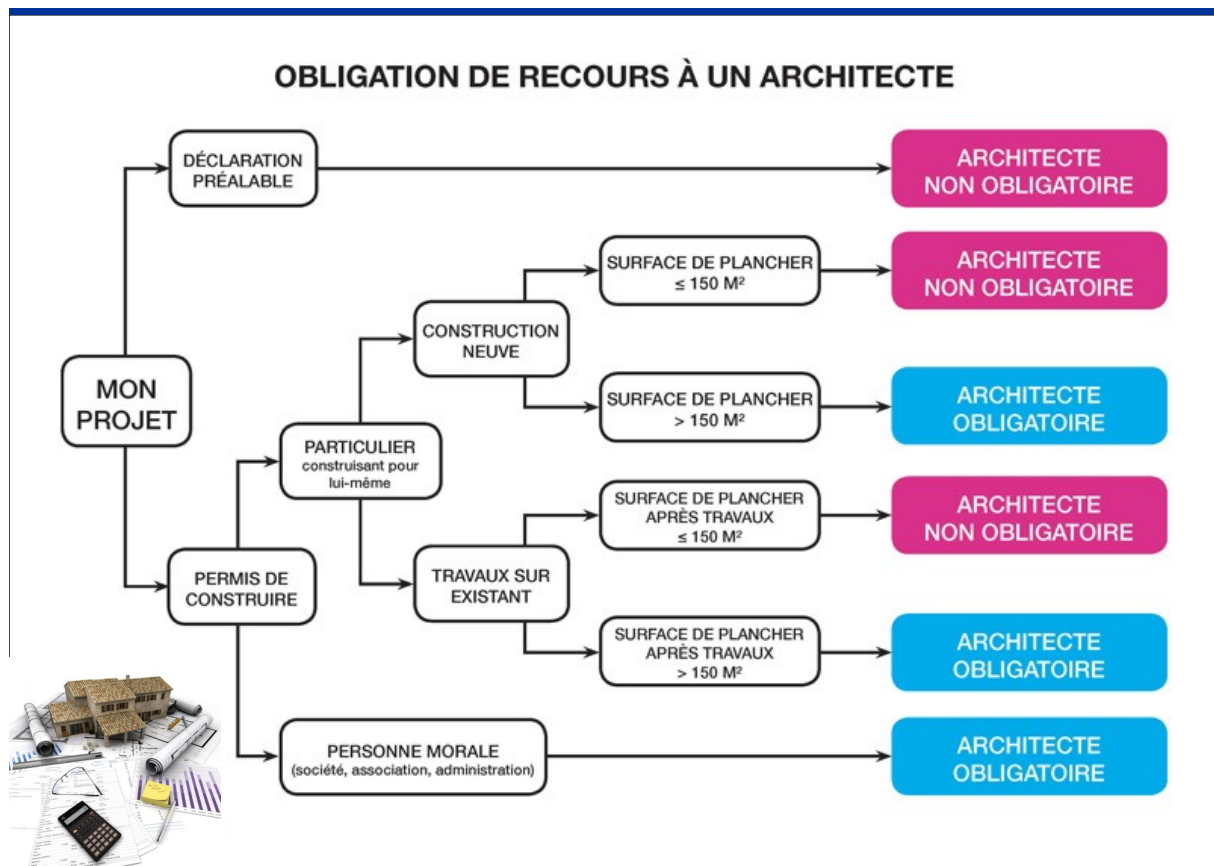 OBLIGATION DE RECOURS À UN ARCHITECTE
DÉCLARATION
PRÉALABLE
ARCHITECTE
NON OBLIGATOIRE
SURFACE DE PLANCHER
≤ 150 M²
ARCHITECTE
NON OBLIGATOIRE
CONSTRUCTION
NEUVE
MON
PROJET
SURFACE DE PLANCHER
> 150 M²
ARCHITECTE
OBLIGATOIRE
PARTICULIER
construisant pour
lui-même
SURFACE DE PLANCHER
APRÈS TRAVAUX
≤ 150 M²
ARCHITECTE
NON OBLIGATOIRE
PERMIS DE
CONSTRUIRE
TRAVAUX SUR
EXISTANT
SURFACE DE PLANCHER
APRÈS TRAVAUX
> 150 M²
ARCHITECTE
OBLIGATOIRE
PERSONNE MORALE
(société, association, administration)
ARCHITECTE
OBLIGATOIRE